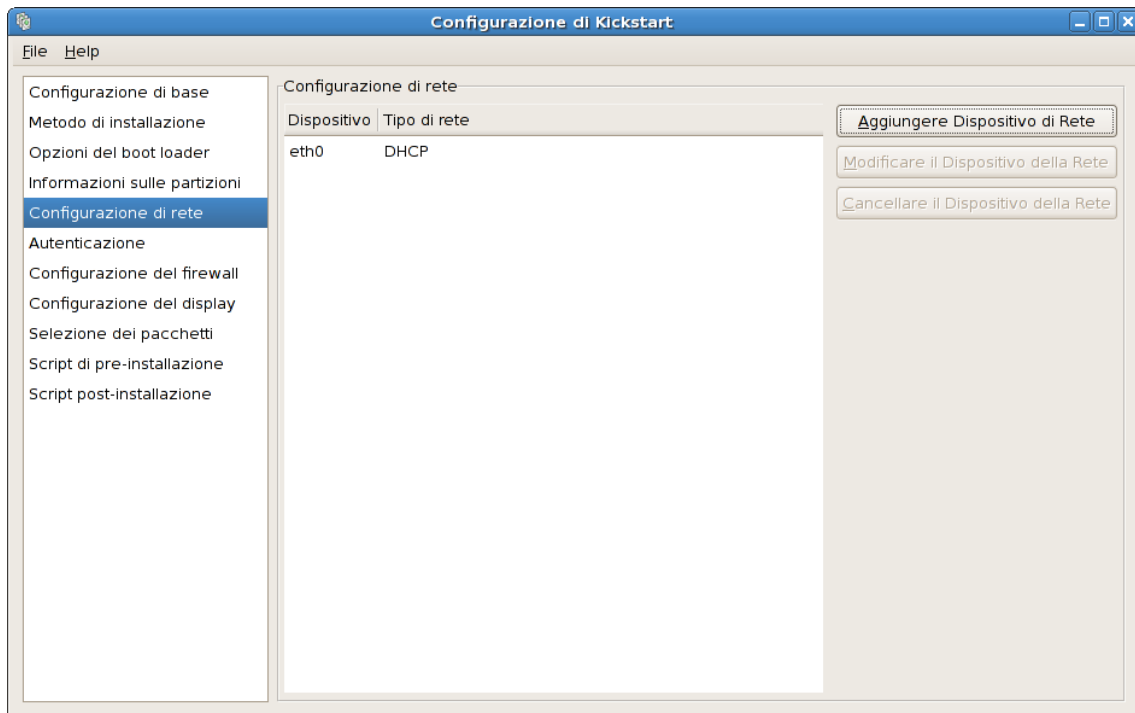 Configurazione di Kickstart
File Help
Configurazione di base
Metodo di installazione
Opzioni del boot loader
Informazioni sulle partizioni
Configurazione di rete
Autenticazione
Configurazione del firewall
Configurazione del display
Selezione dei pacchetti
Script di pre-installazione
Script post-installazione
Configurazione di rete
Dispositivo Tipo di rete
eth0 DHCP
Aggiungere Dispositivo di Rete
Modificare il Dispositivo della Rete
Cancellare il Dispositivo della Rete